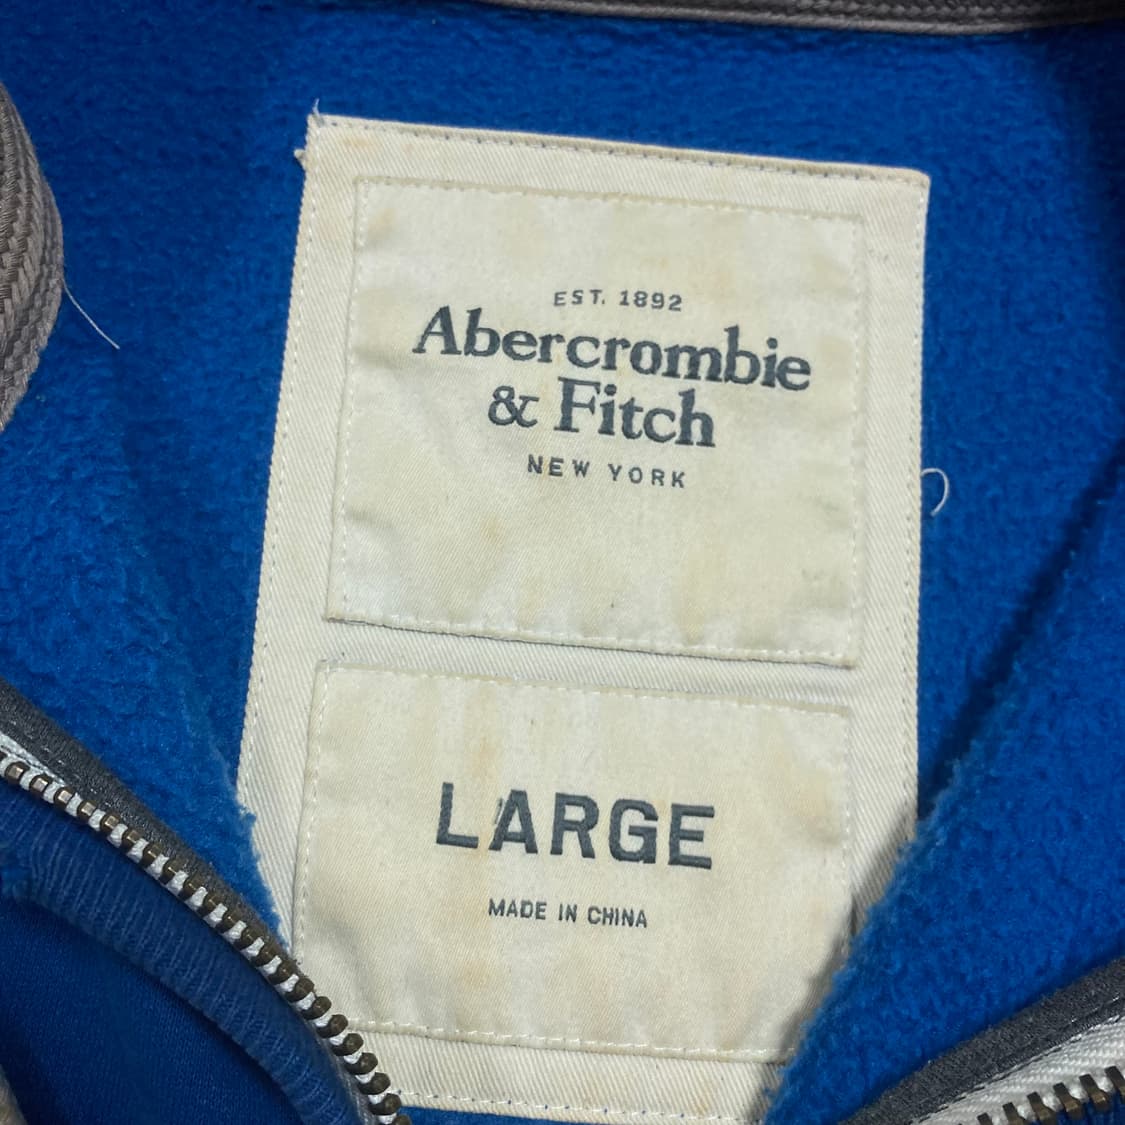 EST. 1892
Abercrombie
& Fitch
NEW YORK
LARGE
MADE IN CHINA